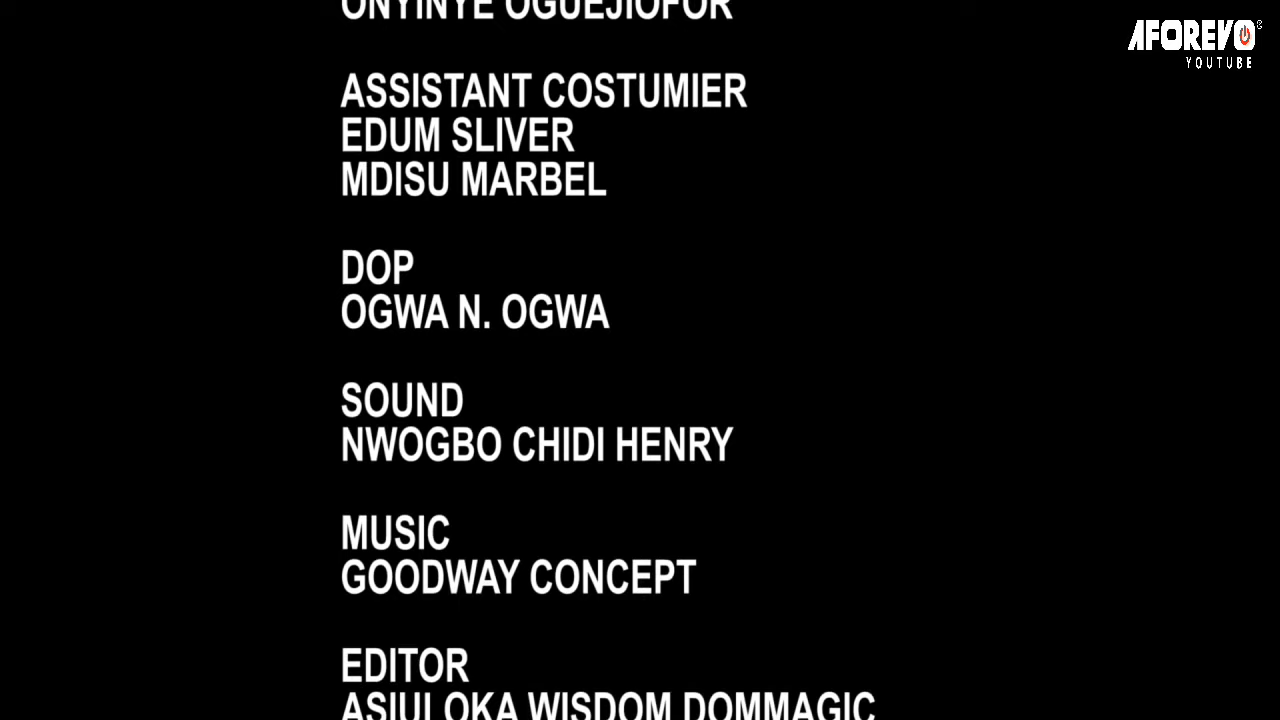 ONYINYE OGUEJIOFOR
AFOREVO
YOUTUBE
ASSISTANT COSTUMIER
EDUM SLIVER
MDISU MARBEL
DOP
OGWA N. OGWA
SOUND
NWOGBO CHIDI HENRY
MUSIC
GOODWAY CONCEPT
EDITOR
ASIULOKA WISDOM DOMMAGIC